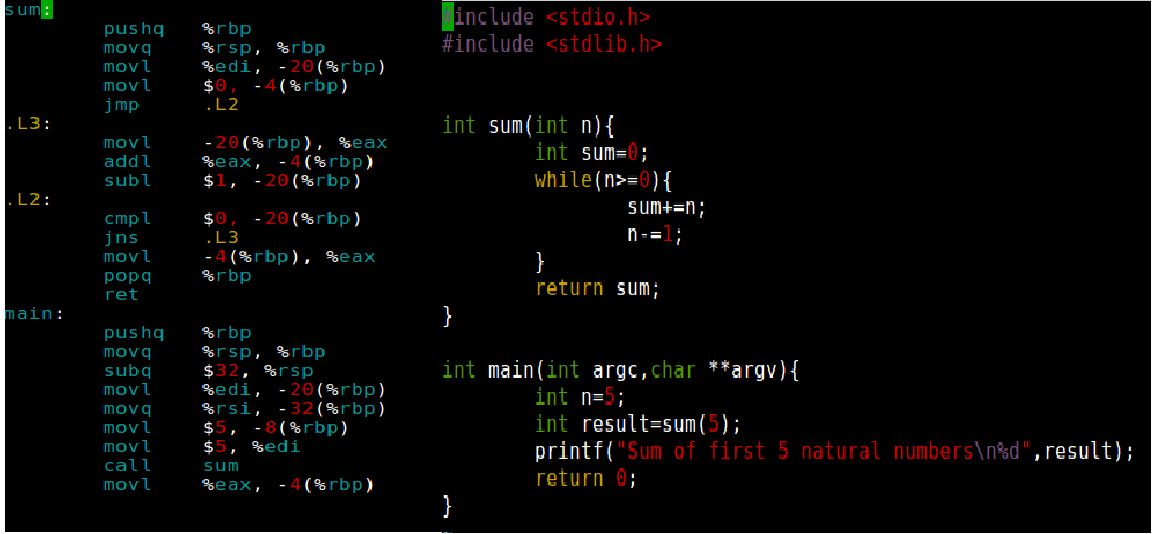 sum:
pushq %rbp
movq %rsp, %rbp
movl %edi, -20(%rbp)
movl $0, -4(%rbp)
jmp .L2
.L3:
movl -20(%rbp), %eax
addl %eax, -4(%rbp)
subl $1, -20(%rbp)
.L2:
cmpl $0, -20(%rbp)
jns .L3
movl -4(%rbp), %eax
popq %rbp
ret
main:
pushq %rbp
movq %rsp, %rbp
subq $32, %rsp
movl %edi, -20(%rbp)
movq %rsi, -32(%rbp)
movl $5, -8(%rbp)
movl $5, %edi
call sum
movl %eax, -4(%rbp)
#include <stdio.h>
#include <stdlib.h>
int sum(int n){
int sum=0;
while(n>=0){
sum+=n;
n-=1;
}
return sum;
}
int main(int argc,char **argv){
int n=5;
int result=sum(5);
printf("Sum of first 5 natural numbers\n%d",result);
return 0;
}